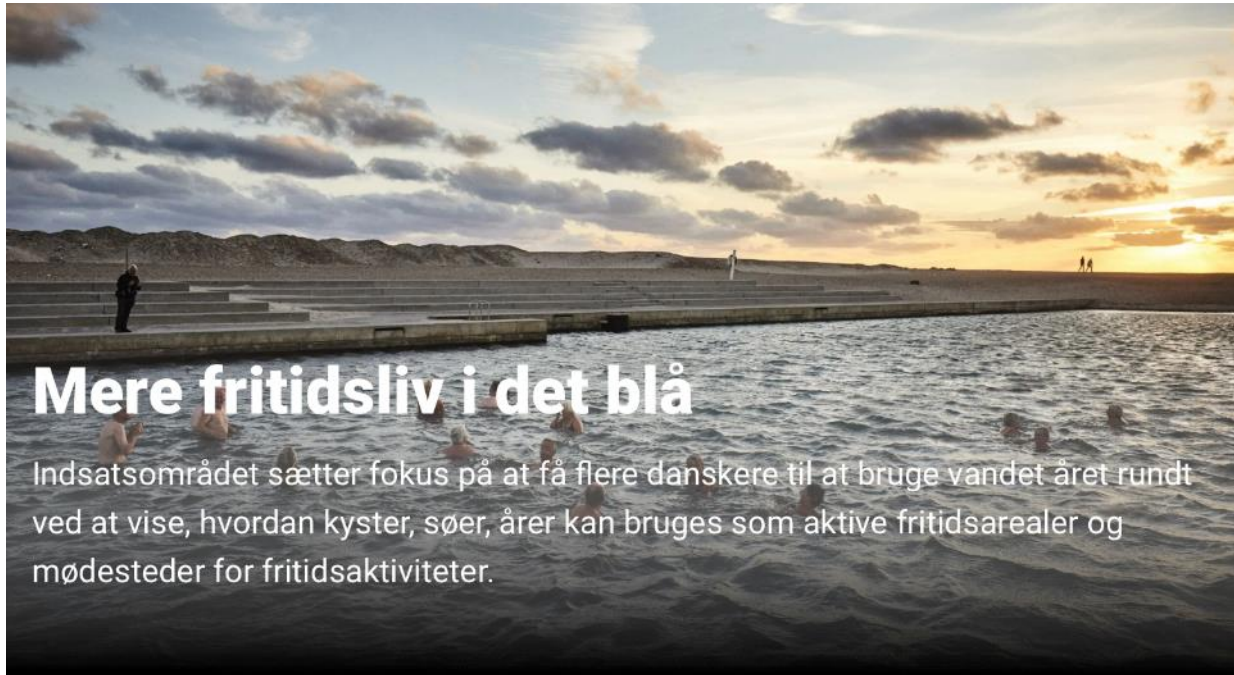 Mere fritidsliv i det blå
Indsatsområdet sætter fokus på at få flere danskere til at bruge vandet året rundt
ved at vise, hvordan kyster, søer, årer kan bruges som aktive fritidsarealer og
mødesteder for fritidsaktiviteter.